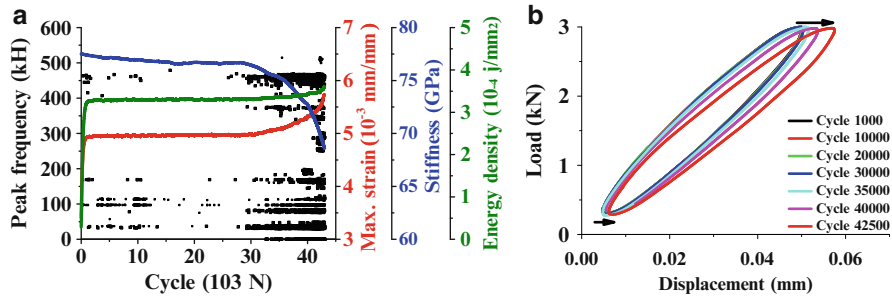 a
Peak frequency (kH)
600
500
400
300
200
100
0
0 10 20 30 40
Cycle (103 N)
7
6
5
4
3
Max. strain (10-3 mm/mm)
80
75
70
65
60
Stiffness (GPa)
5
4
3
2
1
0
Energy density (10-4 j/mm2)
b
Load (kN)
3
2
1
0
0.00 0.02 0.04 0.06
Displacement (mm)
Cycle 1000
Cycle 10000
Cycle 20000
Cycle 30000
Cycle 35000
Cycle 40000
Cycle 42500